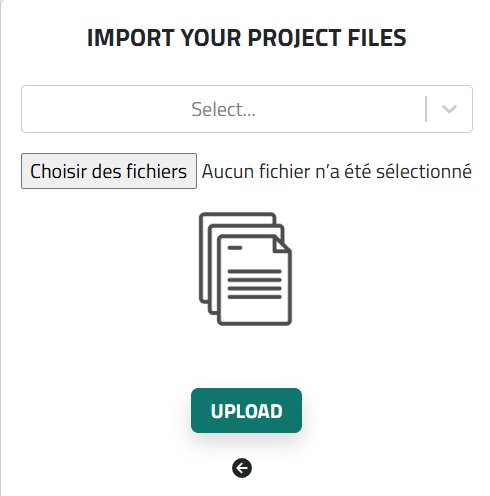 IMPORT YOUR PROJECT FILES
Select...
Choisir des fichiers Aucun fichier n’a été sélectionné
UPLOAD